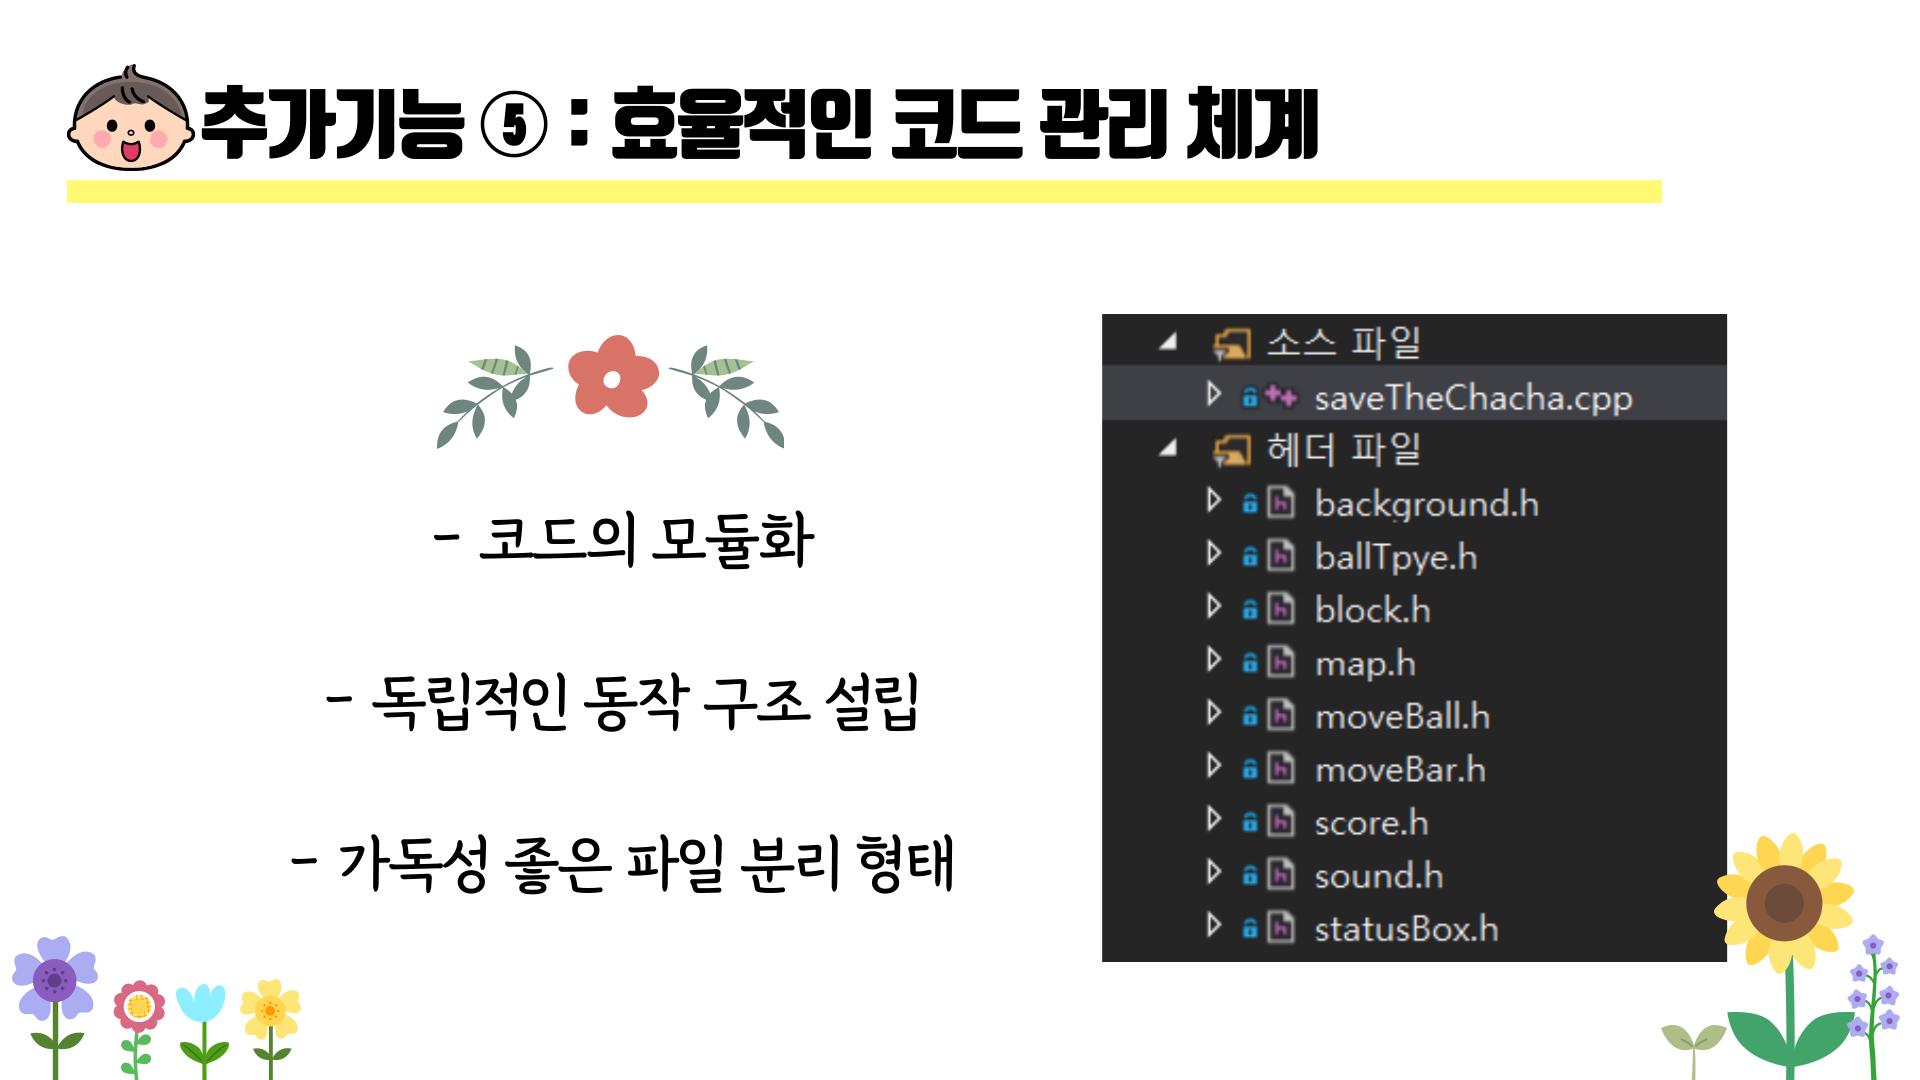 추가기능 ⑤ : 효율적인 코드 관리 체계
- 코드의 모듈화
- 독립적인 동작 구조 설립
- 가독성 좋은 파일 분리 형태
소스 파일
saveTheChacha.cpp
헤더 파일
background.h
ballTpye.h
block.h
map.h
moveBall.h
moveBar.h
score.h
sound.h
statusBox.h